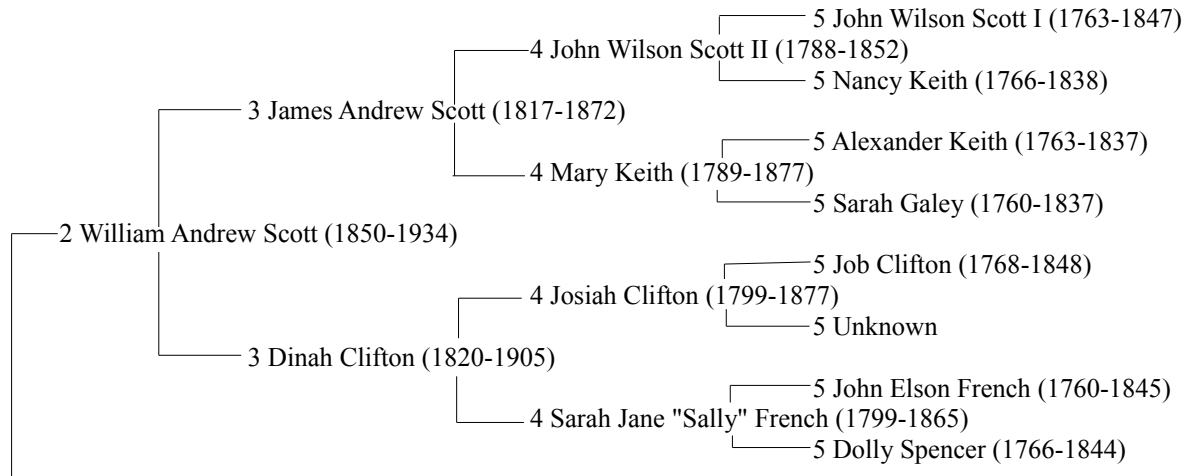 5 John Wilson Scott I (1763-1847)
4 John Wilson Scott II (1788-1852)
5 Nancy Keith (1766-1838)
3 James Andrew Scott (1817-1872)
5 Alexander Keith (1763-1837)
4 Mary Keith (1789-1877)
5 Sarah Galey (1760-1837)
2 William Andrew Scott (1850-1934)
5 Job Clifton (1768-1848)
4 Josiah Clifton (1799-1877)
5 Unknown
3 Dinah Clifton (1820-1905)
5 John Elson French (1760-1845)
4 Sarah Jane "Sally" French (1799-1865)
5 Dolly Spencer (1766-1844)